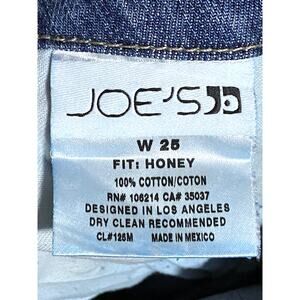 JOE'S
W 25
FIT: HONEY
100% COTTON/COTON
RN# 106214 CA# 35037
DESIGNED IN LOS ANGELES
DRY CLEAN RECOMMENDED
CL#125M MADE IN MEXICO